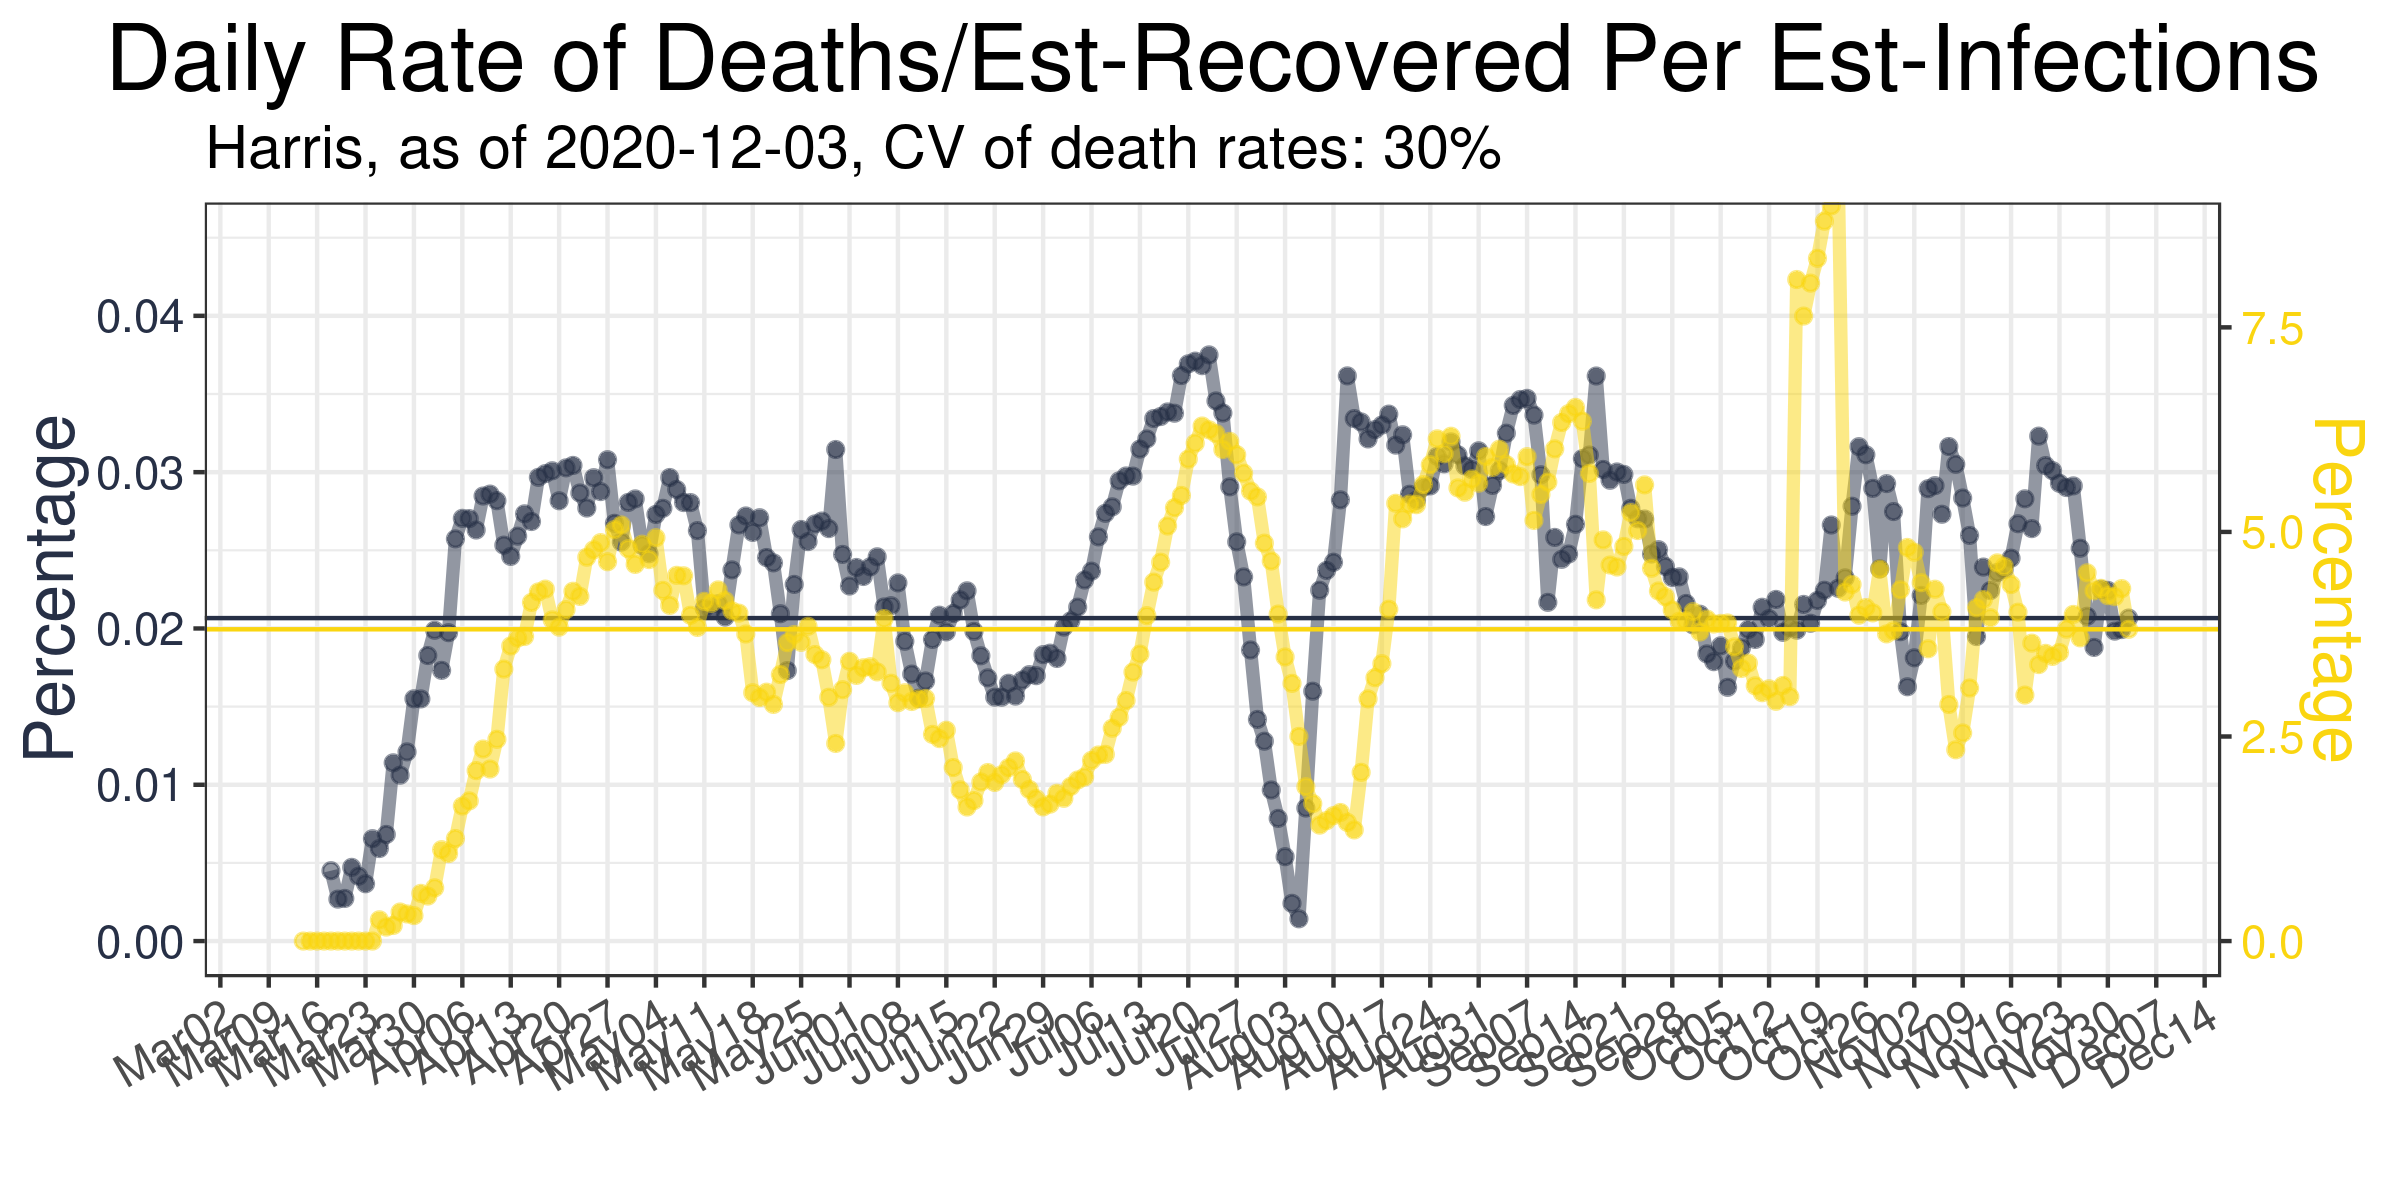 Daily Rate of Deaths/Est-Recovered Per Est-Infections
Harris, as of 2020-12-03, CV of death rates: 30%
Percentage
0.04
0.03
0.02
0.01
0.00
7.5
5.0
2.5
0.0
Percentage
Mar02
Mar09
Mar16
Mar23
Mar30
Apr06
Apr13
Apr20
Apr27
May04
May11
May18
May25
Jun01
Jun08
Jun15
Jun22
Jun29
Jul06
Jul13
Jul20
Jul27
Aug03
Aug10
Aug17
Aug24
Aug31
Sep07
Sep14
Sep21
Sep28
Oct05
Oct12
Oct19
Oct26
Nov02
Nov09
Nov16
Nov23
Nov30
Dec07
Dec14